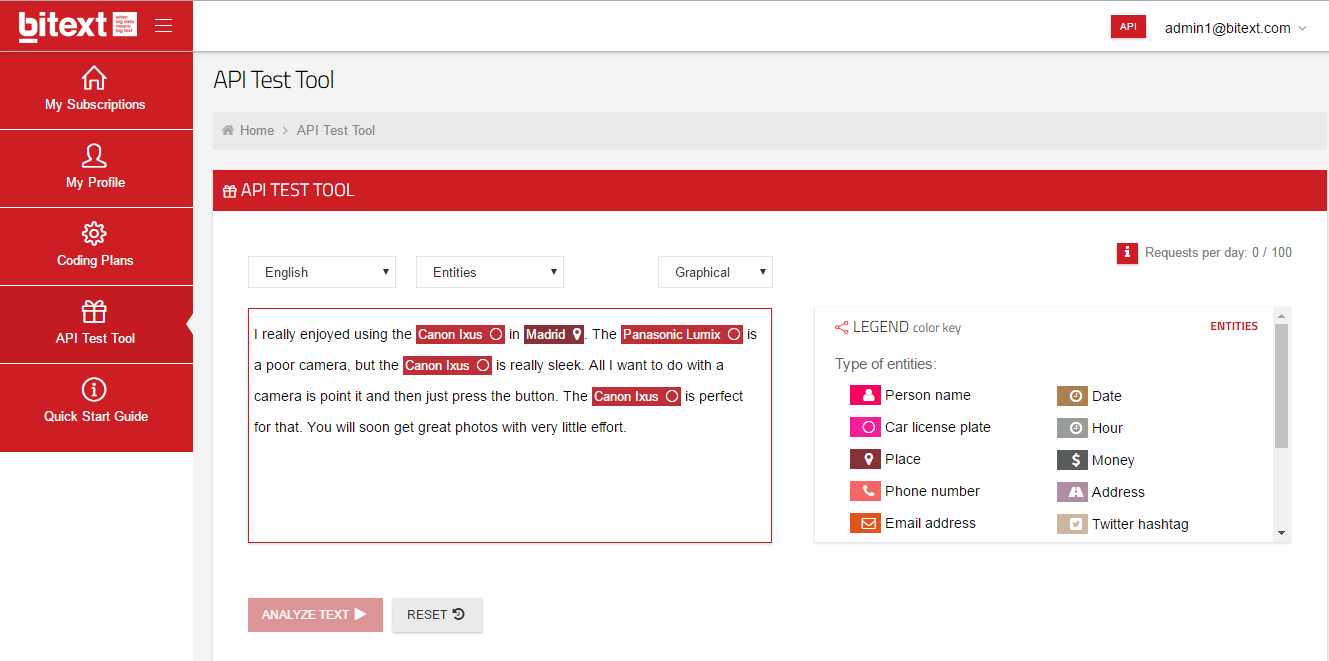 bitext
when
big data
means
big text
API
admin1@bitext.com
My Subscriptions
My Profile
Coding Plans
API Test Tool
Quick Start Guide
API Test Tool
Home > API Test Tool
API TEST TOOL
Requests per day: 0 / 100
English
Entities
Graphical
I really enjoyed using the Canon Ixus in Madrid . The Panasonic Lumix is
a poor camera, but the Canon Ixus is really sleek. All I want to do with a
camera is point it and then just press the button. The Canon Ixus is perfect
for that. You will soon get great photos with very little effort.
LEGEND color key
ENTITIES
Type of entities:
Person name
Car license plate
Place
Phone number
Email address
Date
Hour
Money
Address
Twitter hashtag
ANALYZE TEXT
RESET